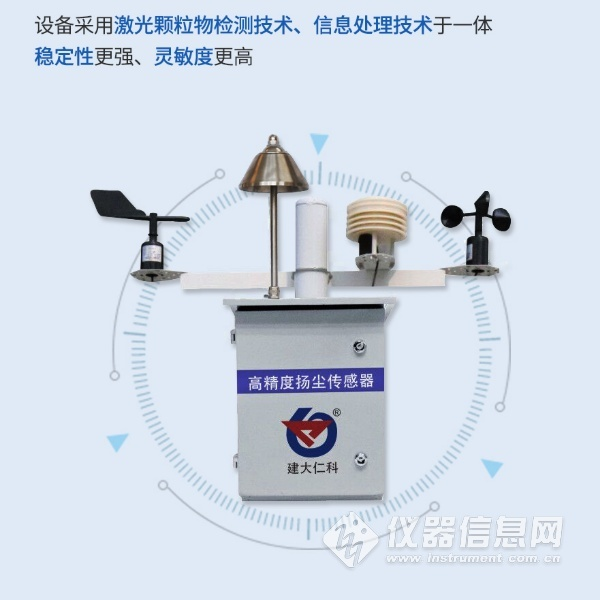 设备采用激光颗粒物检测技术、信息处理技术于一体
稳定性更强、灵敏度更高
高精度扬尘传感器
®
建大仁科
仪器信息网
www.instrument.com.cn